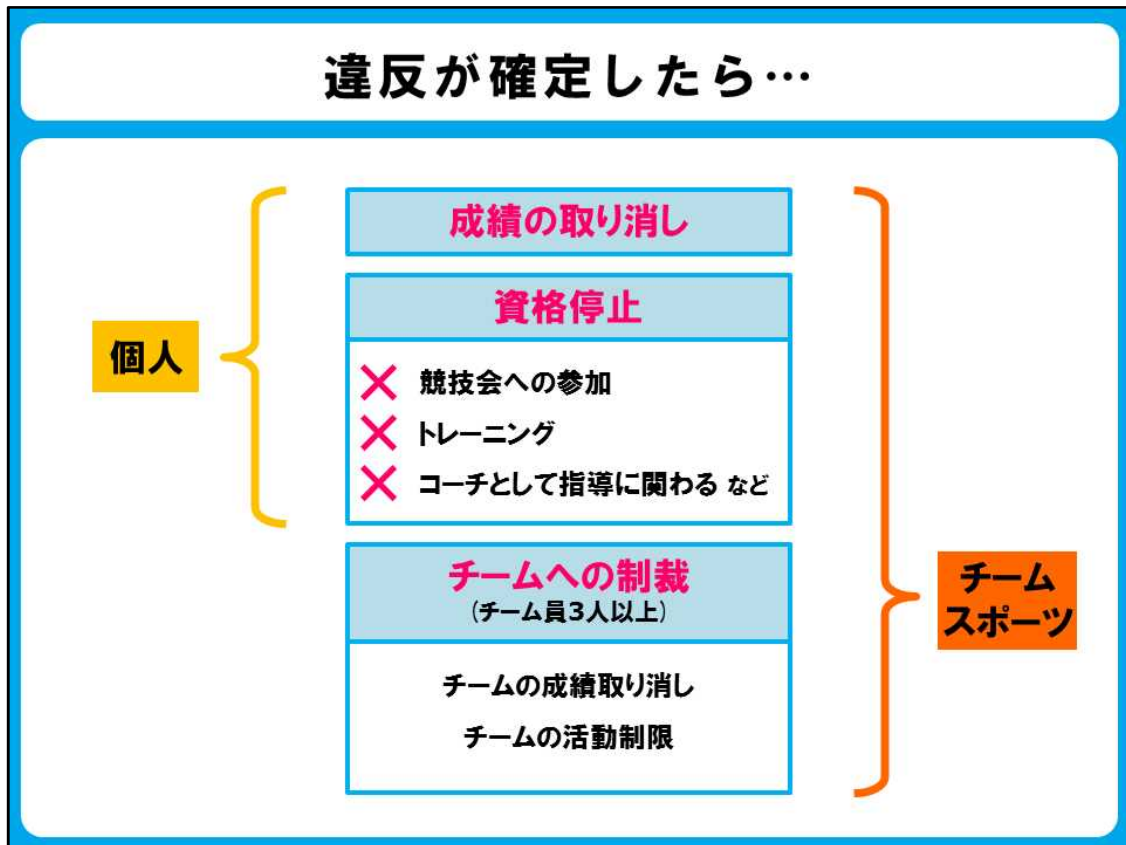 違反が確定したら…
成績の取り消し
資格停止
個人
競技会への参加
トレーニング
コーチとして指導に関わる など
チームへの制裁
(チーム員3人以上)
チーム
スポーツ
チームの成績取り消し
チームの活動制限